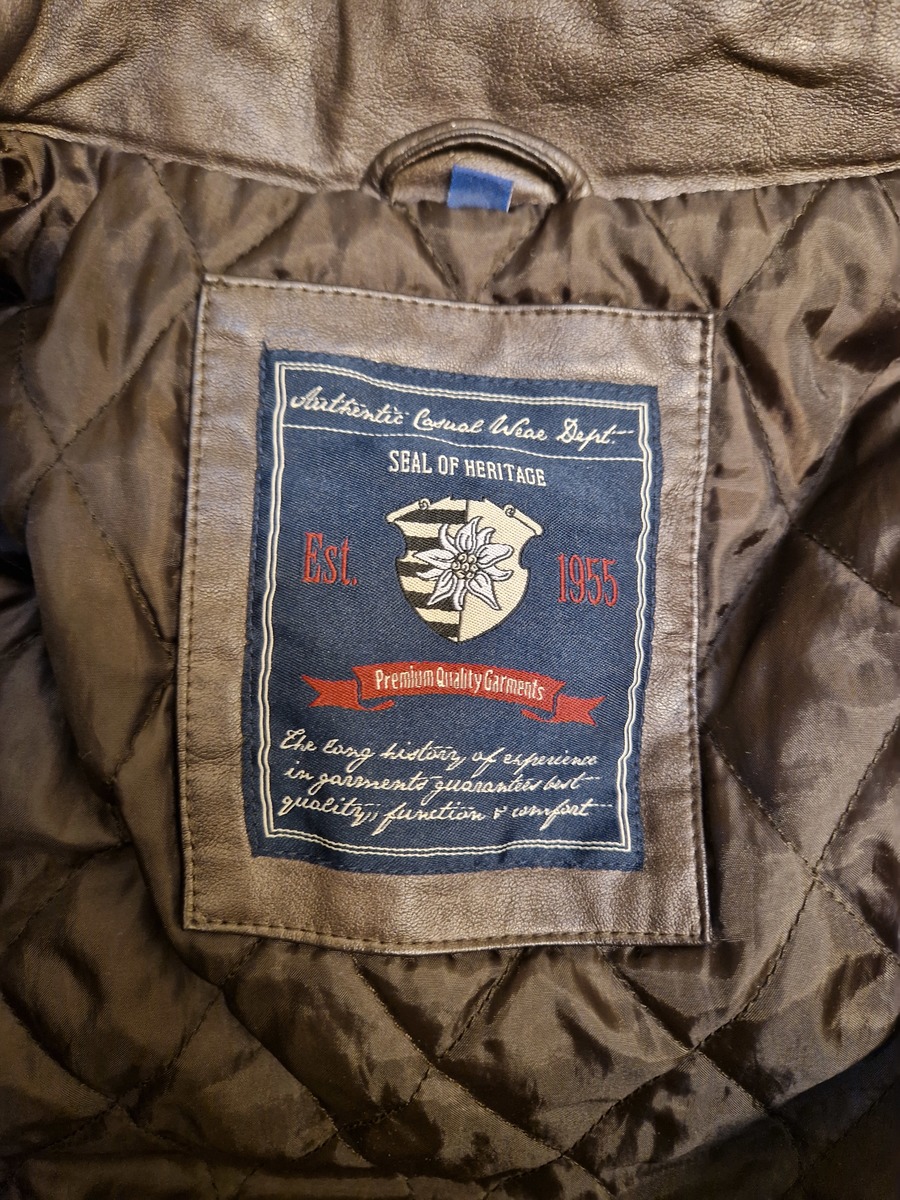 Authentic Casual Wear Dept
SEAL OF HERITAGE
Est. 1955
Premium Quality Garments
The long history of experience
in garments guarantees best
quality, function & comfort